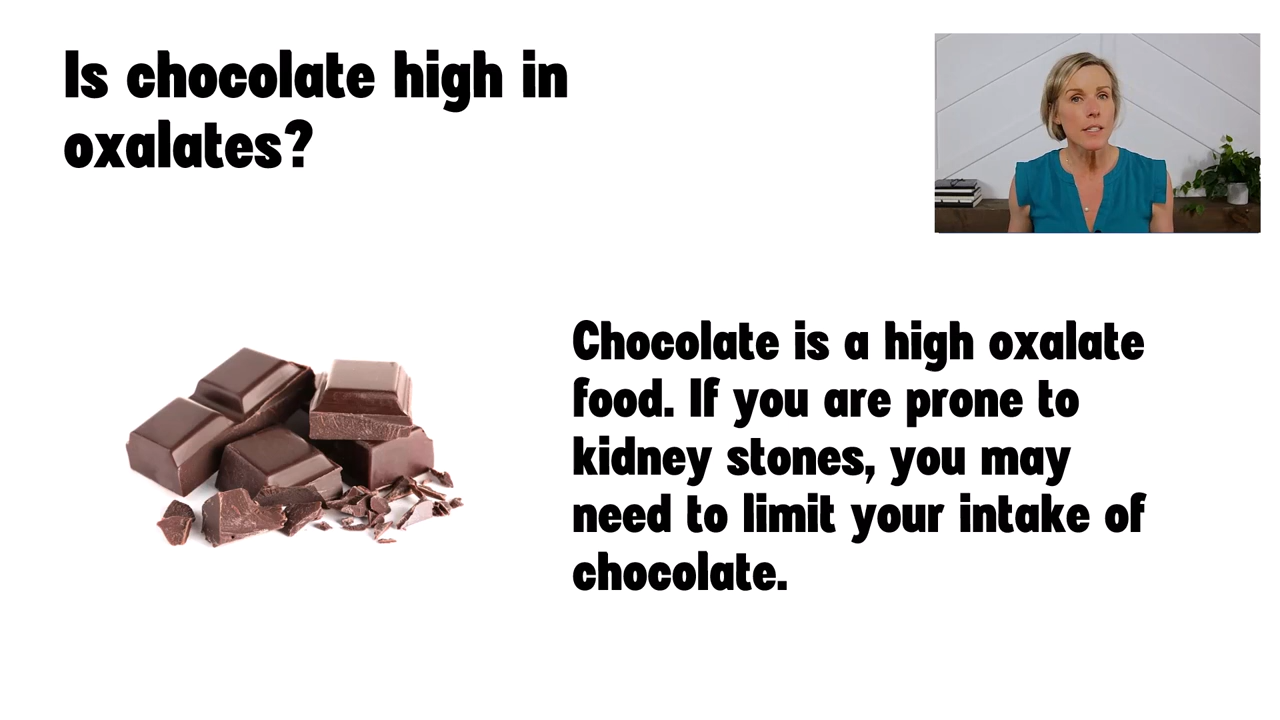 Is chocolate high in
oxalates?
Chocolate is a high oxalate
food. If you are prone to
kidney stones, you may
need to limit your intake of
chocolate.